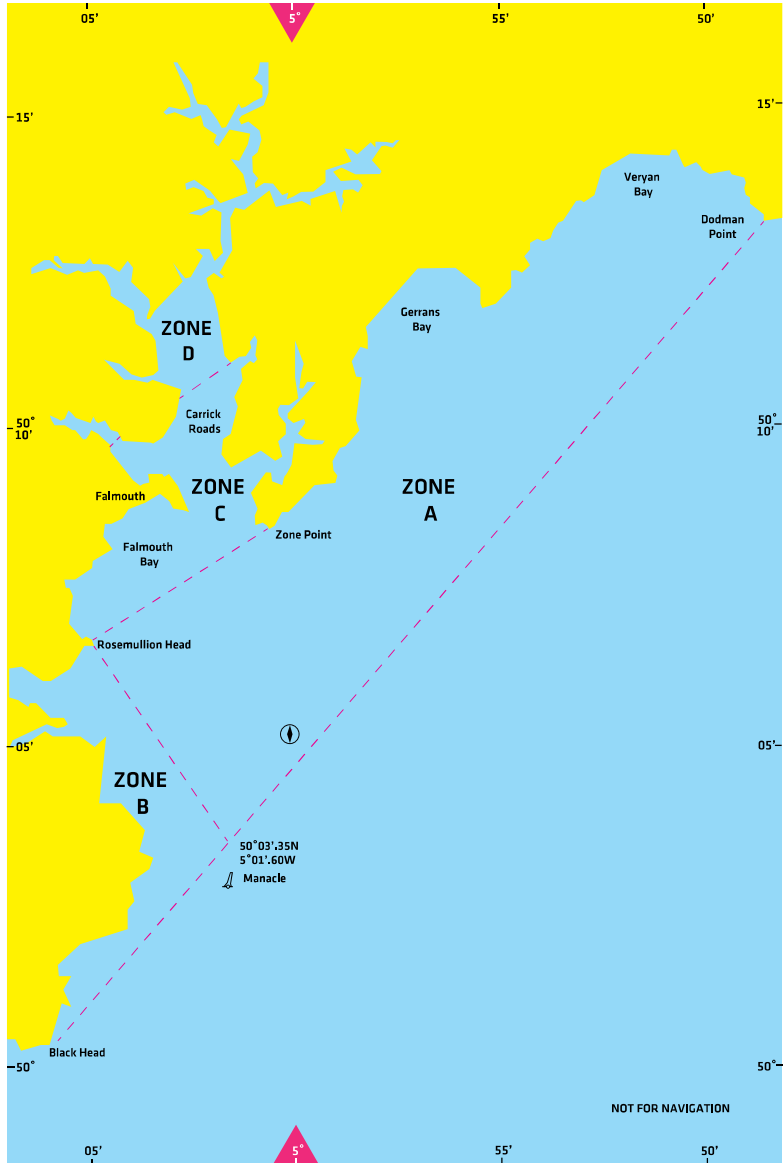 05’
5°
55’
50’
15’
15’
Veryan
Bay
Dodman
Point
Gerrans
Bay
ZONE
D
Carrick
Roads
50°
10’
50°
10’
ZONE
C
ZONE
A
Falmouth
Zone Point
Falmouth
Bay
Rosemullion Head
05’
05’
ZONE
B
50°03’.35N
5°01’.60W
Manacle
Black Head
50°
50°
NOT FOR NAVIGATION
05’
5°
55’
50’